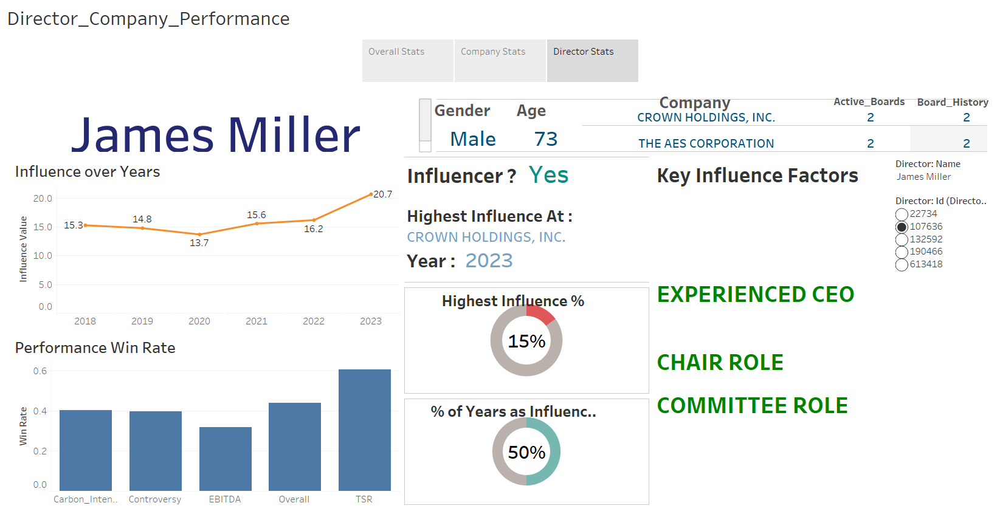 Director_Company_Performance
Overall Stats
Company Stats
Director Stats
James Miller
Gender
Age
Company
Active_Boards
Board_History
Male
73
CROWN HOLDINGS, INC.
2
2
THE AES CORPORATION
2
2
Influence over Years
Influence Value
20.0
15.0
10.0
5.0
0.0
15.3
14.8
13.7
15.6
16.2
20.7
2018
2019
2020
2021
2022
2023
Performance Win Rate
Win Rate
0.6
0.4
0.2
0.0
Carbon_Inten..
Controversy
EBITDA
Overall
TSR
Influencer ? Yes
Highest Influence At :
CROWN HOLDINGS, INC.
Year : 2023
Highest Influence %
15%
% of Years as Influenc..
50%
Key Influence Factors
EXPERIENCED CEO
CHAIR ROLE
COMMITTEE ROLE
Director: Name
James Miller
Director: Id (Directo..
22734
107636
132592
190466
613418